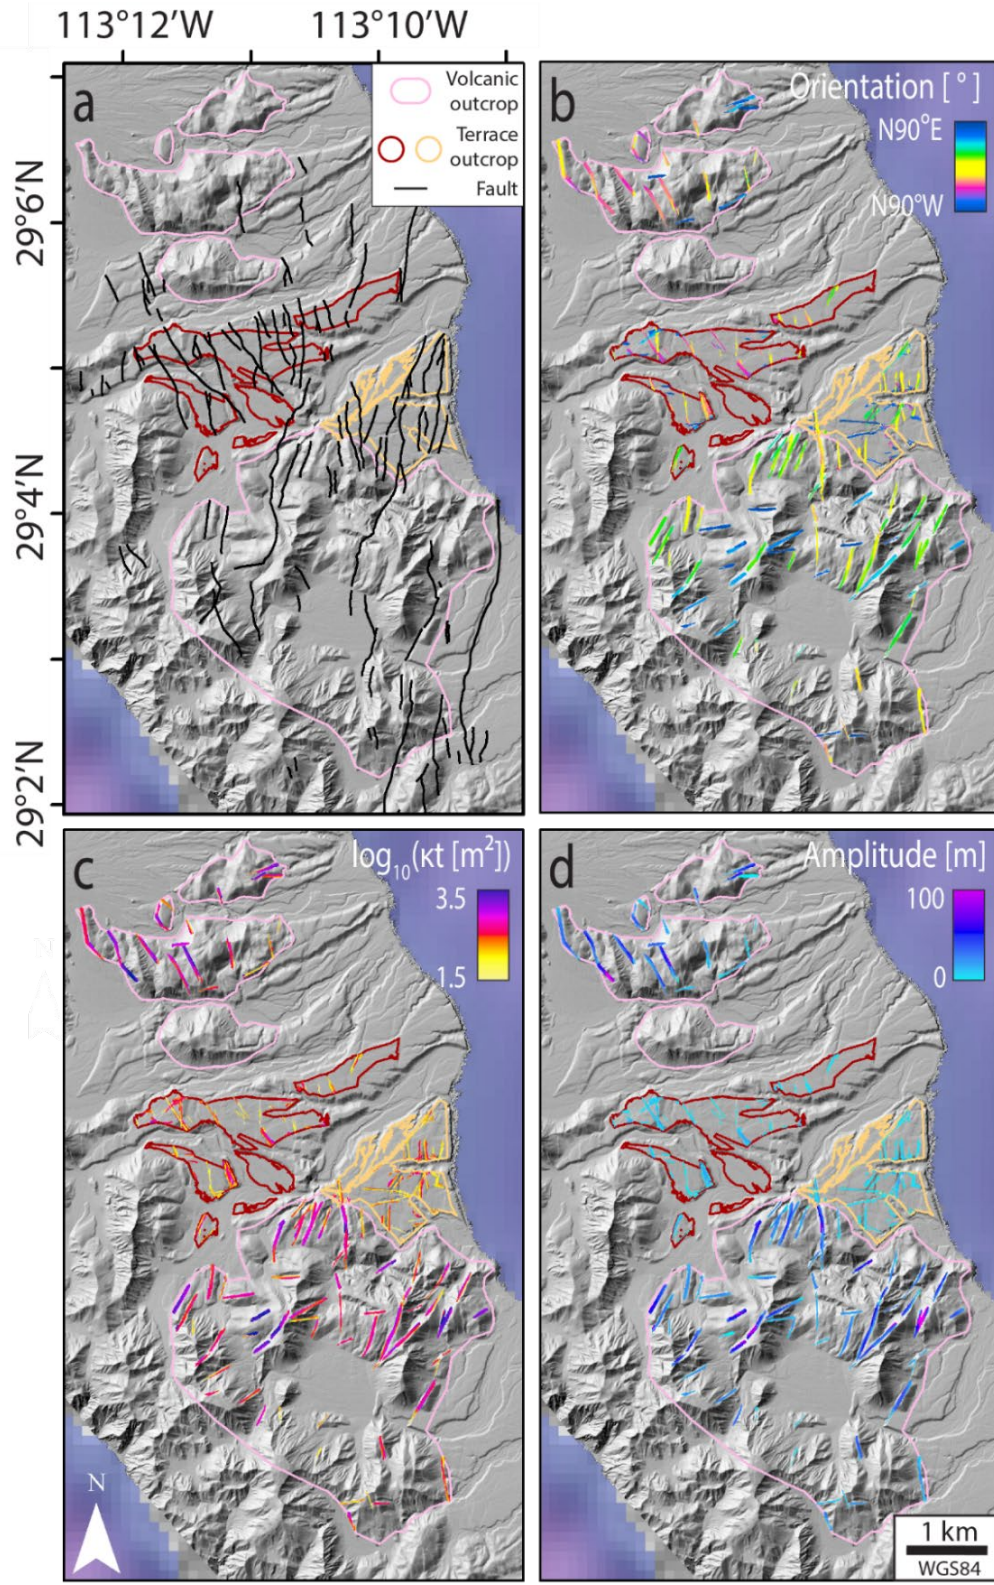 113°12'W
113°10'W
29°6'N
29°4'N
29°2'N
a
Volcanic
outcrop
Terrace
outcrop
Fault
b
Orientation [°]
N90°E
N90°W
c
log10(κt [m²])
3.5
1.5
N
N
d
Amplitude [m]
100
0
1 km
WGS84